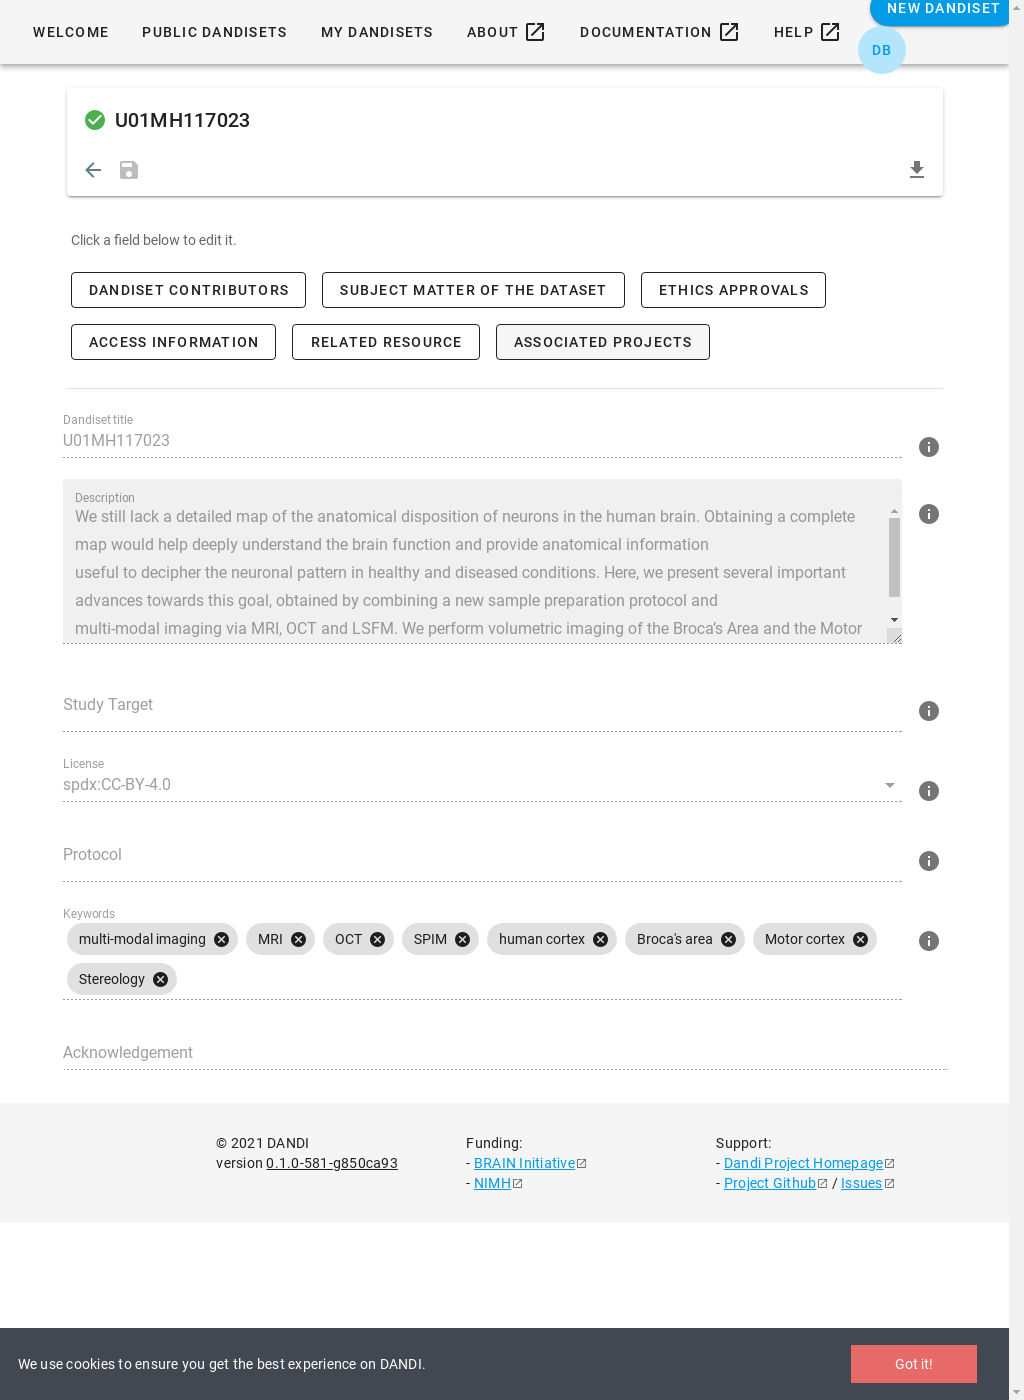 WELCOME PUBLIC DANDISETS MY DANDISETS ABOUT DOCUMENTATION HELP NEW DANDISET
DB
U01MH117023
Click a field below to edit it.
DANDISET CONTRIBUTORS SUBJECT MATTER OF THE DATASET ETHICS APPROVALS
ACCESS INFORMATION RELATED RESOURCE ASSOCIATED PROJECTS
Dandiset title
U01MH117023
Description
We still lack a detailed map of the anatomical disposition of neurons in the human brain. Obtaining a complete
map would help deeply understand the brain function and provide anatomical information
useful to decipher the neuronal pattern in healthy and diseased conditions. Here, we present several important
advances towards this goal, obtained by combining a new sample preparation protocol and
multi-modal imaging via MRI, OCT and LSFM. We perform volumetric imaging of the Broca’s Area and the Motor
Study Target
License
spdx:CC-BY-4.0
Protocol
Keywords
multi-modal imaging MRI OCT SPIM human cortex Broca's area Motor cortex
Stereology
Acknowledgement
© 2021 DANDI Funding: Support:
version 0.1.0-581-g850ca93 - BRAIN Initiative - Dandi Project Homepage
- NIMH - Project Github / Issues
We use cookies to ensure you get the best experience on DANDI. Got it!